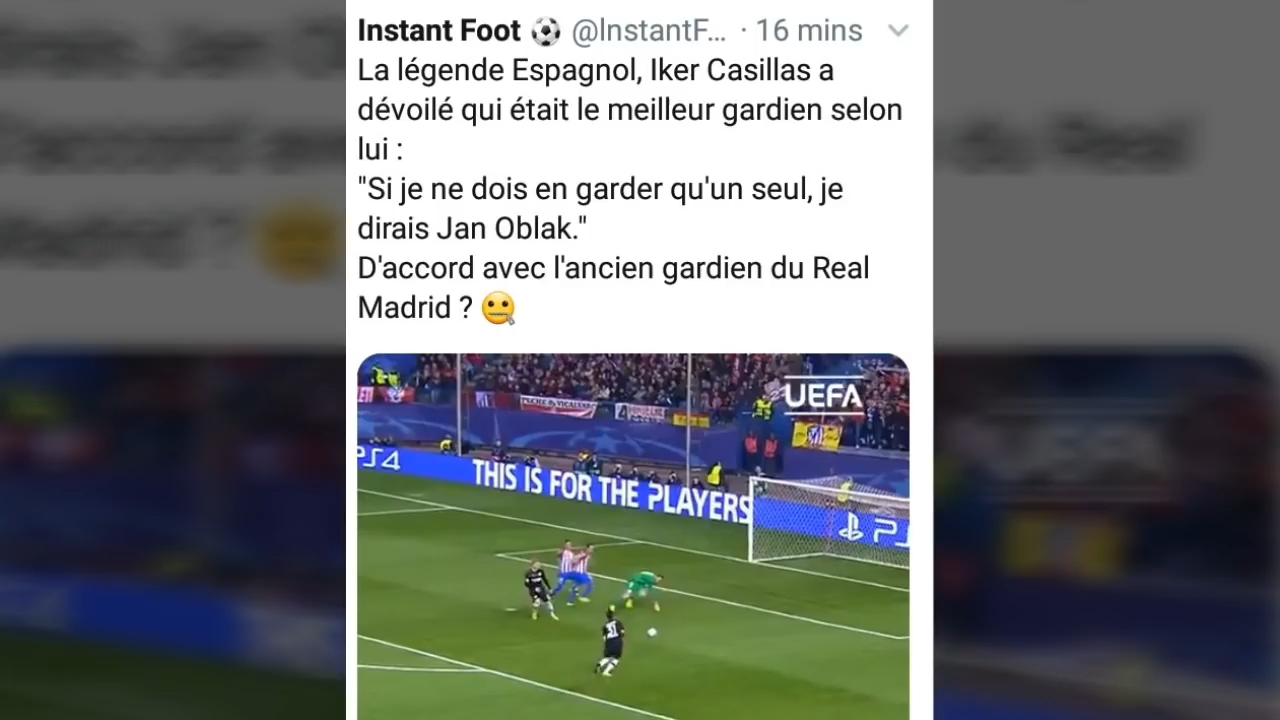 Instant Foot ⚽ @InstantF... · 16 mins
La légende Espagnol, Iker Casillas a
dévoilé qui était le meilleur gardien selon
lui :
"Si je ne dois en garder qu'un seul, je
dirais Jan Oblak."
D'accord avec l'ancien gardien du Real
Madrid ? 🤐
UEFA
PS4
THIS IS FOR THE PLAYERS
31